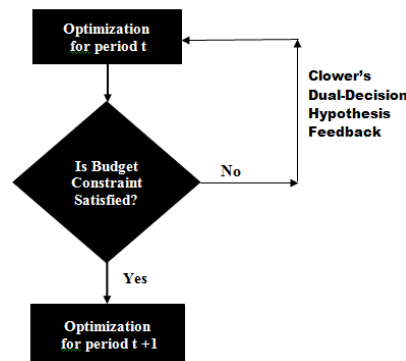 Optimization
for period t
Clower's
Dual-Decision
Hypothesis
Feedback
Is Budget
Constraint
Satisfied?
No
Yes
Optimization
for period t +1